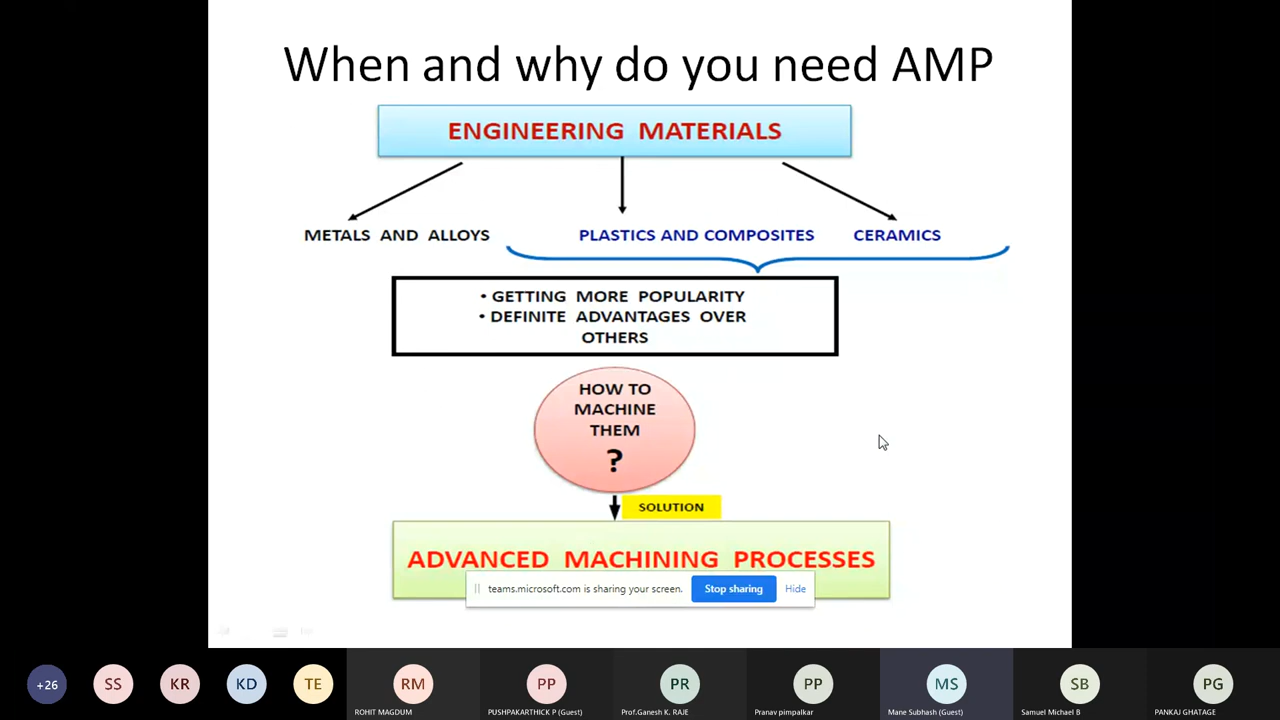 When and why do you need AMP
ENGINEERING MATERIALS
METALS AND ALLOYS
PLASTICS AND COMPOSITES
CERAMICS
• GETTING MORE POPULARITY
• DEFINITE ADVANTAGES OVER
OTHERS
HOW TO
MACHINE
THEM
?
SOLUTION
ADVANCED MACHINING PROCESSES
teams.microsoft.com is sharing your screen.
Stop sharing
Hide
+26
SS
KR
KD
TE
RM
PP
PR
PP
MS
SB
PG
ROHIT MAGDUM
PUSHPAKARTHICK P (Guest)
Prof.Ganesh K. RAJE
Pranav pimpalkar
Mane Subhash (Guest)
Samuel Michael B
PANKAJ GHATAGE